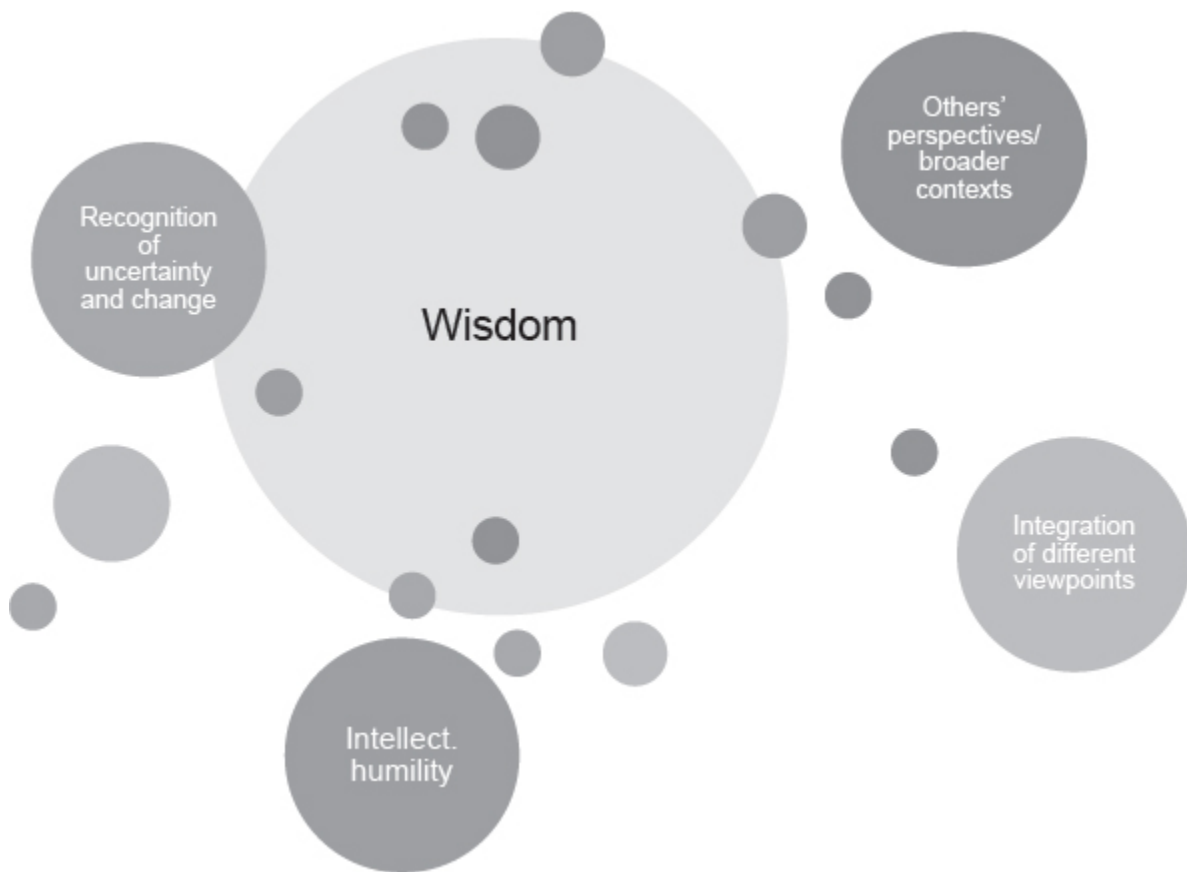 Others'
perspectives/
broader
contexts
Recognition
of
uncertainty
and change
Wisdom
Integration
of different
viewpoints
Intellect.
humility